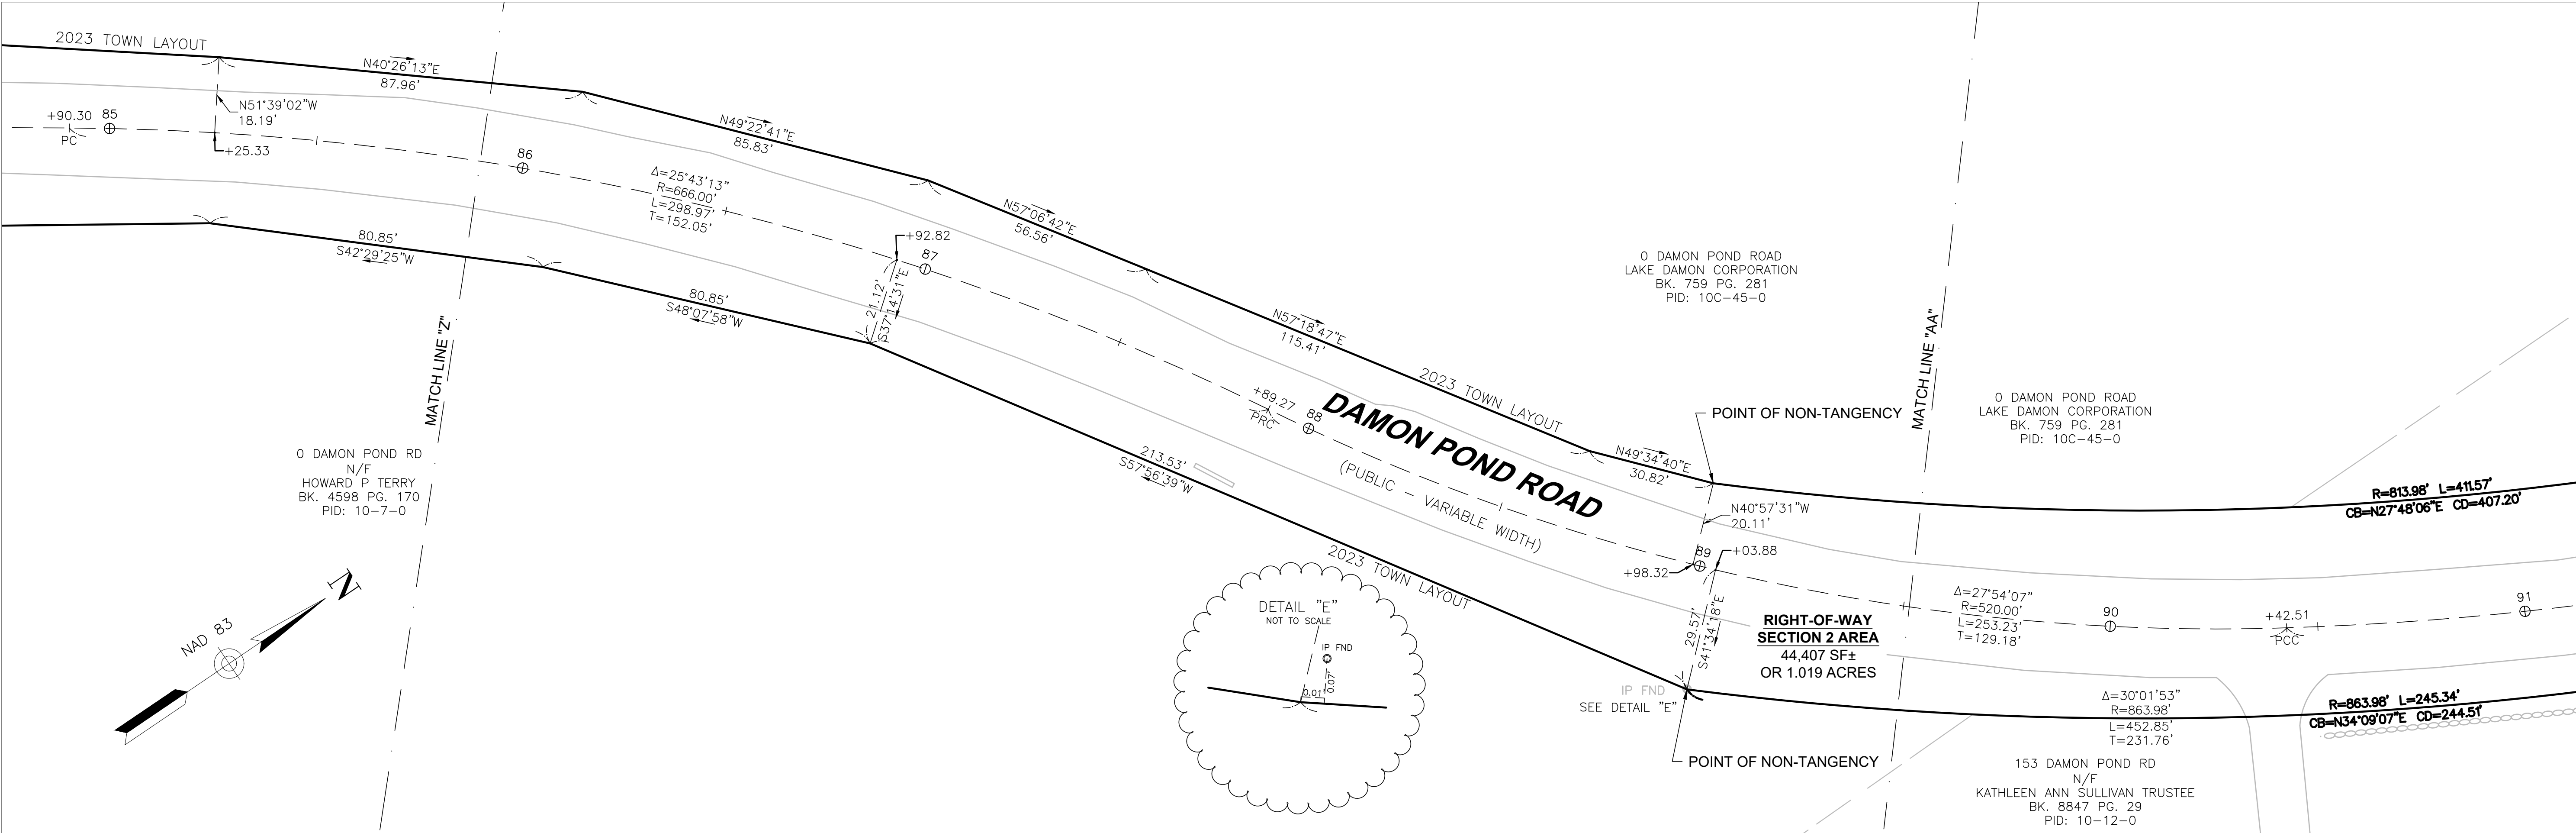 2023 TOWN LAYOUT
N40°26'13"E
87.96'
N51°39'02"W
18.19'
+90.30
85
PC
+25.33
86
N49°22'41"E
85.83'
Δ=25°43'13"
R=666.00'
L=298.97'
T=152.05'
80.85'
S42°29'25"W
MATCH LINE "Z"
80.85'
S48°07'58"W
+92.82
87
21.12'
S37°14'31"E
N57°06'42"E
56.56'
N57°18'47"E
115.41'
2023 TOWN LAYOUT
+89.27
PRC
88
DAMON POND ROAD
(PUBLIC - VARIABLE WIDTH)
213.53'
S57°56'39"W
2023 TOWN LAYOUT
0 DAMON POND RD
N/F
HOWARD P TERRY
BK. 4598 PG. 170
PID: 10-7-0
NAD 83
N
DETAIL "E"
NOT TO SCALE
IP FND
0.01'
0.07'
0 DAMON POND ROAD
LAKE DAMON CORPORATION
BK. 759 PG. 281
PID: 10C-45-0
N49°34'40"E
30.82'
POINT OF NON-TANGENCY
N40°57'31"W
20.11'
89
+98.32
+03.88
29.57'
S41°34'18"E
IP FND
SEE DETAIL "E"
POINT OF NON-TANGENCY
RIGHT-OF-WAY
SECTION 2 AREA
44,407 SF±
OR 1.019 ACRES
MATCH LINE "AA"
0 DAMON POND ROAD
LAKE DAMON CORPORATION
BK. 759 PG. 281
PID: 10C-45-0
R=813.98' L=411.57'
CB=N27°48'06"E CD=407.20'
Δ=27°54'07"
R=520.00'
L=253.23'
T=129.18'
90
+42.51
PCC
91
Δ=30°01'53"
R=863.98'
L=452.85'
T=231.76'
R=863.98' L=245.34'
CB=N34°09'07"E CD=244.51'
153 DAMON POND RD
N/F
KATHLEEN ANN SULLIVAN TRUSTEE
BK. 8847 PG. 29
PID: 10-12-0